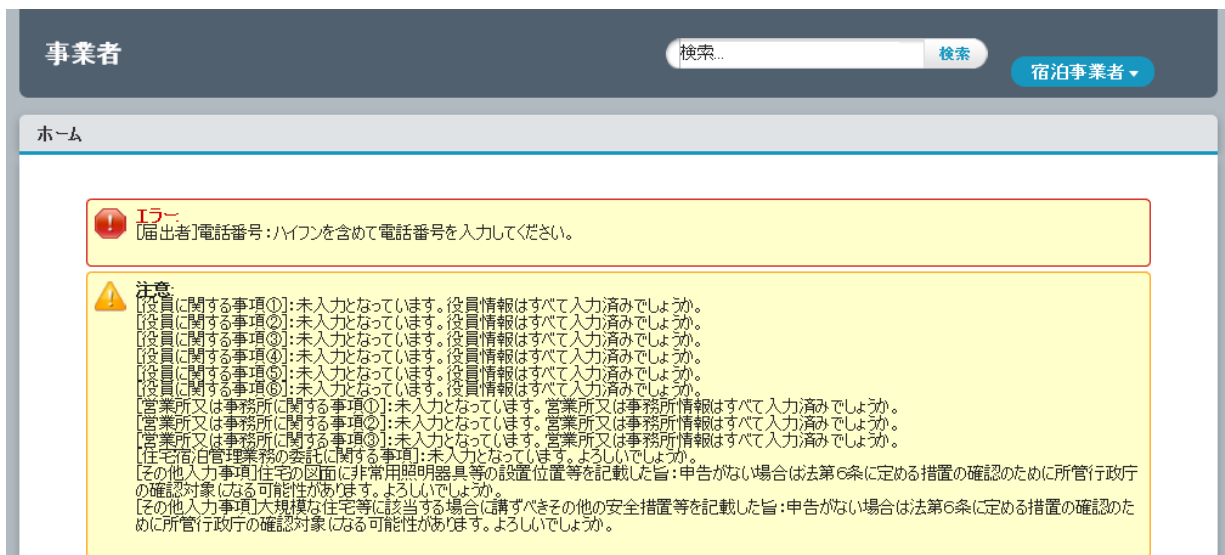 事業者
検索...
検索
宿泊事業者▼
ホーム
エラー:
[届出者]電話番号:ハイフンを含めて電話番号を入力してください。
注意:
[役員に関する事項①]:未入力となっています。役員情報はすべて入力済みでしょうか。
[役員に関する事項②]:未入力となっています。役員情報はすべて入力済みでしょうか。
[役員に関する事項③]:未入力となっています。役員情報はすべて入力済みでしょうか。
[役員に関する事項④]:未入力となっています。役員情報はすべて入力済みでしょうか。
[役員に関する事項⑤]:未入力となっています。役員情報はすべて入力済みでしょうか。
[役員に関する事項⑥]:未入力となっています。役員情報はすべて入力済みでしょうか。
[営業所又は事務所に関する事項①]:未入力となっています。営業所又は事務所情報はすべて入力済みでしょうか。
[営業所又は事務所に関する事項②]:未入力となっています。営業所又は事務所情報はすべて入力済みでしょうか。
[営業所又は事務所に関する事項③]:未入力となっています。営業所又は事務所情報はすべて入力済みでしょうか。
[住宅宿泊管理業務の委託に関する事項]:未入力となっています。よろしいでしょうか。
[その他入力事項]住宅の図面に非常用照明器具等の設置位置等を記載した旨:申告がない場合は法第6条に定める措置の確認のために所管行政庁
の確認対象になる可能性があります。よろしいでしょうか。
[その他入力事項]大規模な住宅等に該当する場合に講ずべきその他の安全措置等を記載した旨:申告がない場合は法第6条に定める措置の確認のた
めに所管行政庁の確認対象になる可能性があります。よろしいでしょうか。